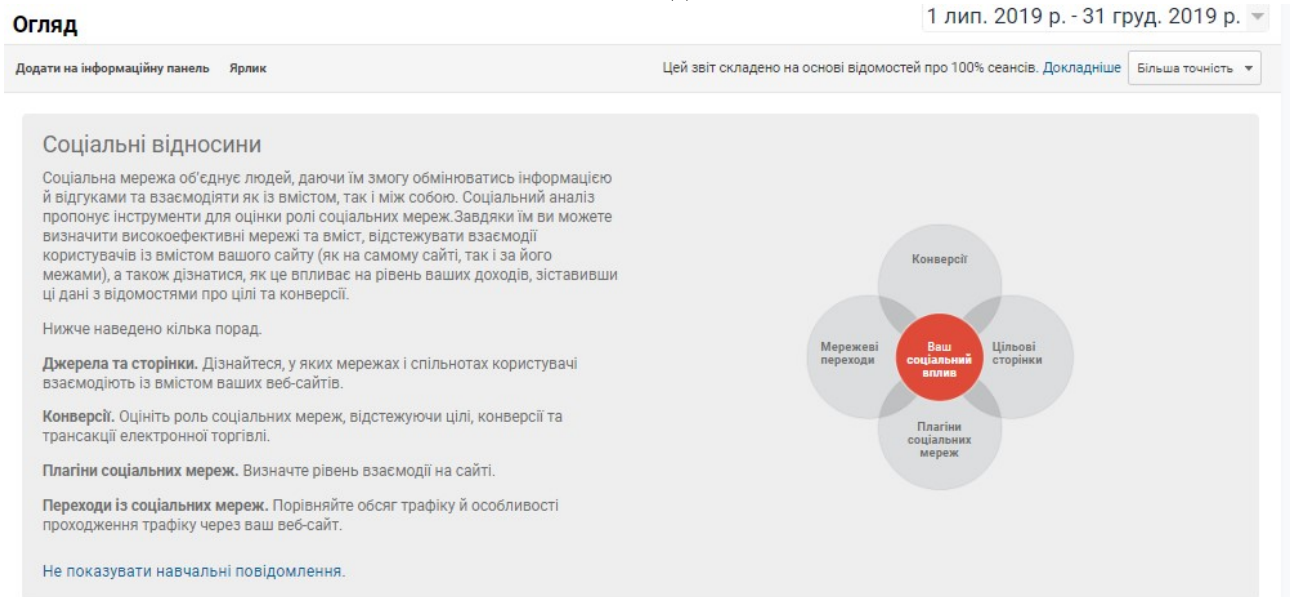 Огляд
1 лип. 2019 р. - 31 груд. 2019 р.
Додати на інформаційну панель Ярлик
Цей звіт складено на основі відомостей про 100% сеансів. Докладніше Більша точність
Соціальні відносини
Соціальна мережа об'єднує людей, даючи їм змогу обмінюватись інформацією
й відгуками та взаємодіяти як із вмістом, так і між собою. Соціальний аналіз
пропонує інструменти для оцінки ролі соціальних мереж.Завдяки їм ви можете
визначити високоефективні мережі та вміст, відстежувати взаємодії
користувачів із вмістом вашого сайту (як на самому сайті, так і за його
межами), а також дізнатися, як це впливає на рівень ваших доходів, зіставивши
ці дані з відомостями про цілі та конверсії.
Нижче наведено кілька порад.
Джерела та сторінки. Дізнайтеся, у яких мережах і спільнотах користувачі
взаємодіють із вмістом ваших веб-сайтів.
Конверсії. Оцініть роль соціальних мереж, відстежуючи цілі, конверсії та
трансакції електронної торгівлі.
Плагіни соціальних мереж. Визначте рівень взаємодії на сайті.
Переходи із соціальних мереж. Порівняйте обсяг трафіку й особливості
проходження трафіку через ваш веб-сайт.
Не показувати навчальні повідомлення.
Конверсії
Мережеві
переходи
Ваш
соціальний
вплив
Цільові
сторінки
Плагіни
соціальних
мереж